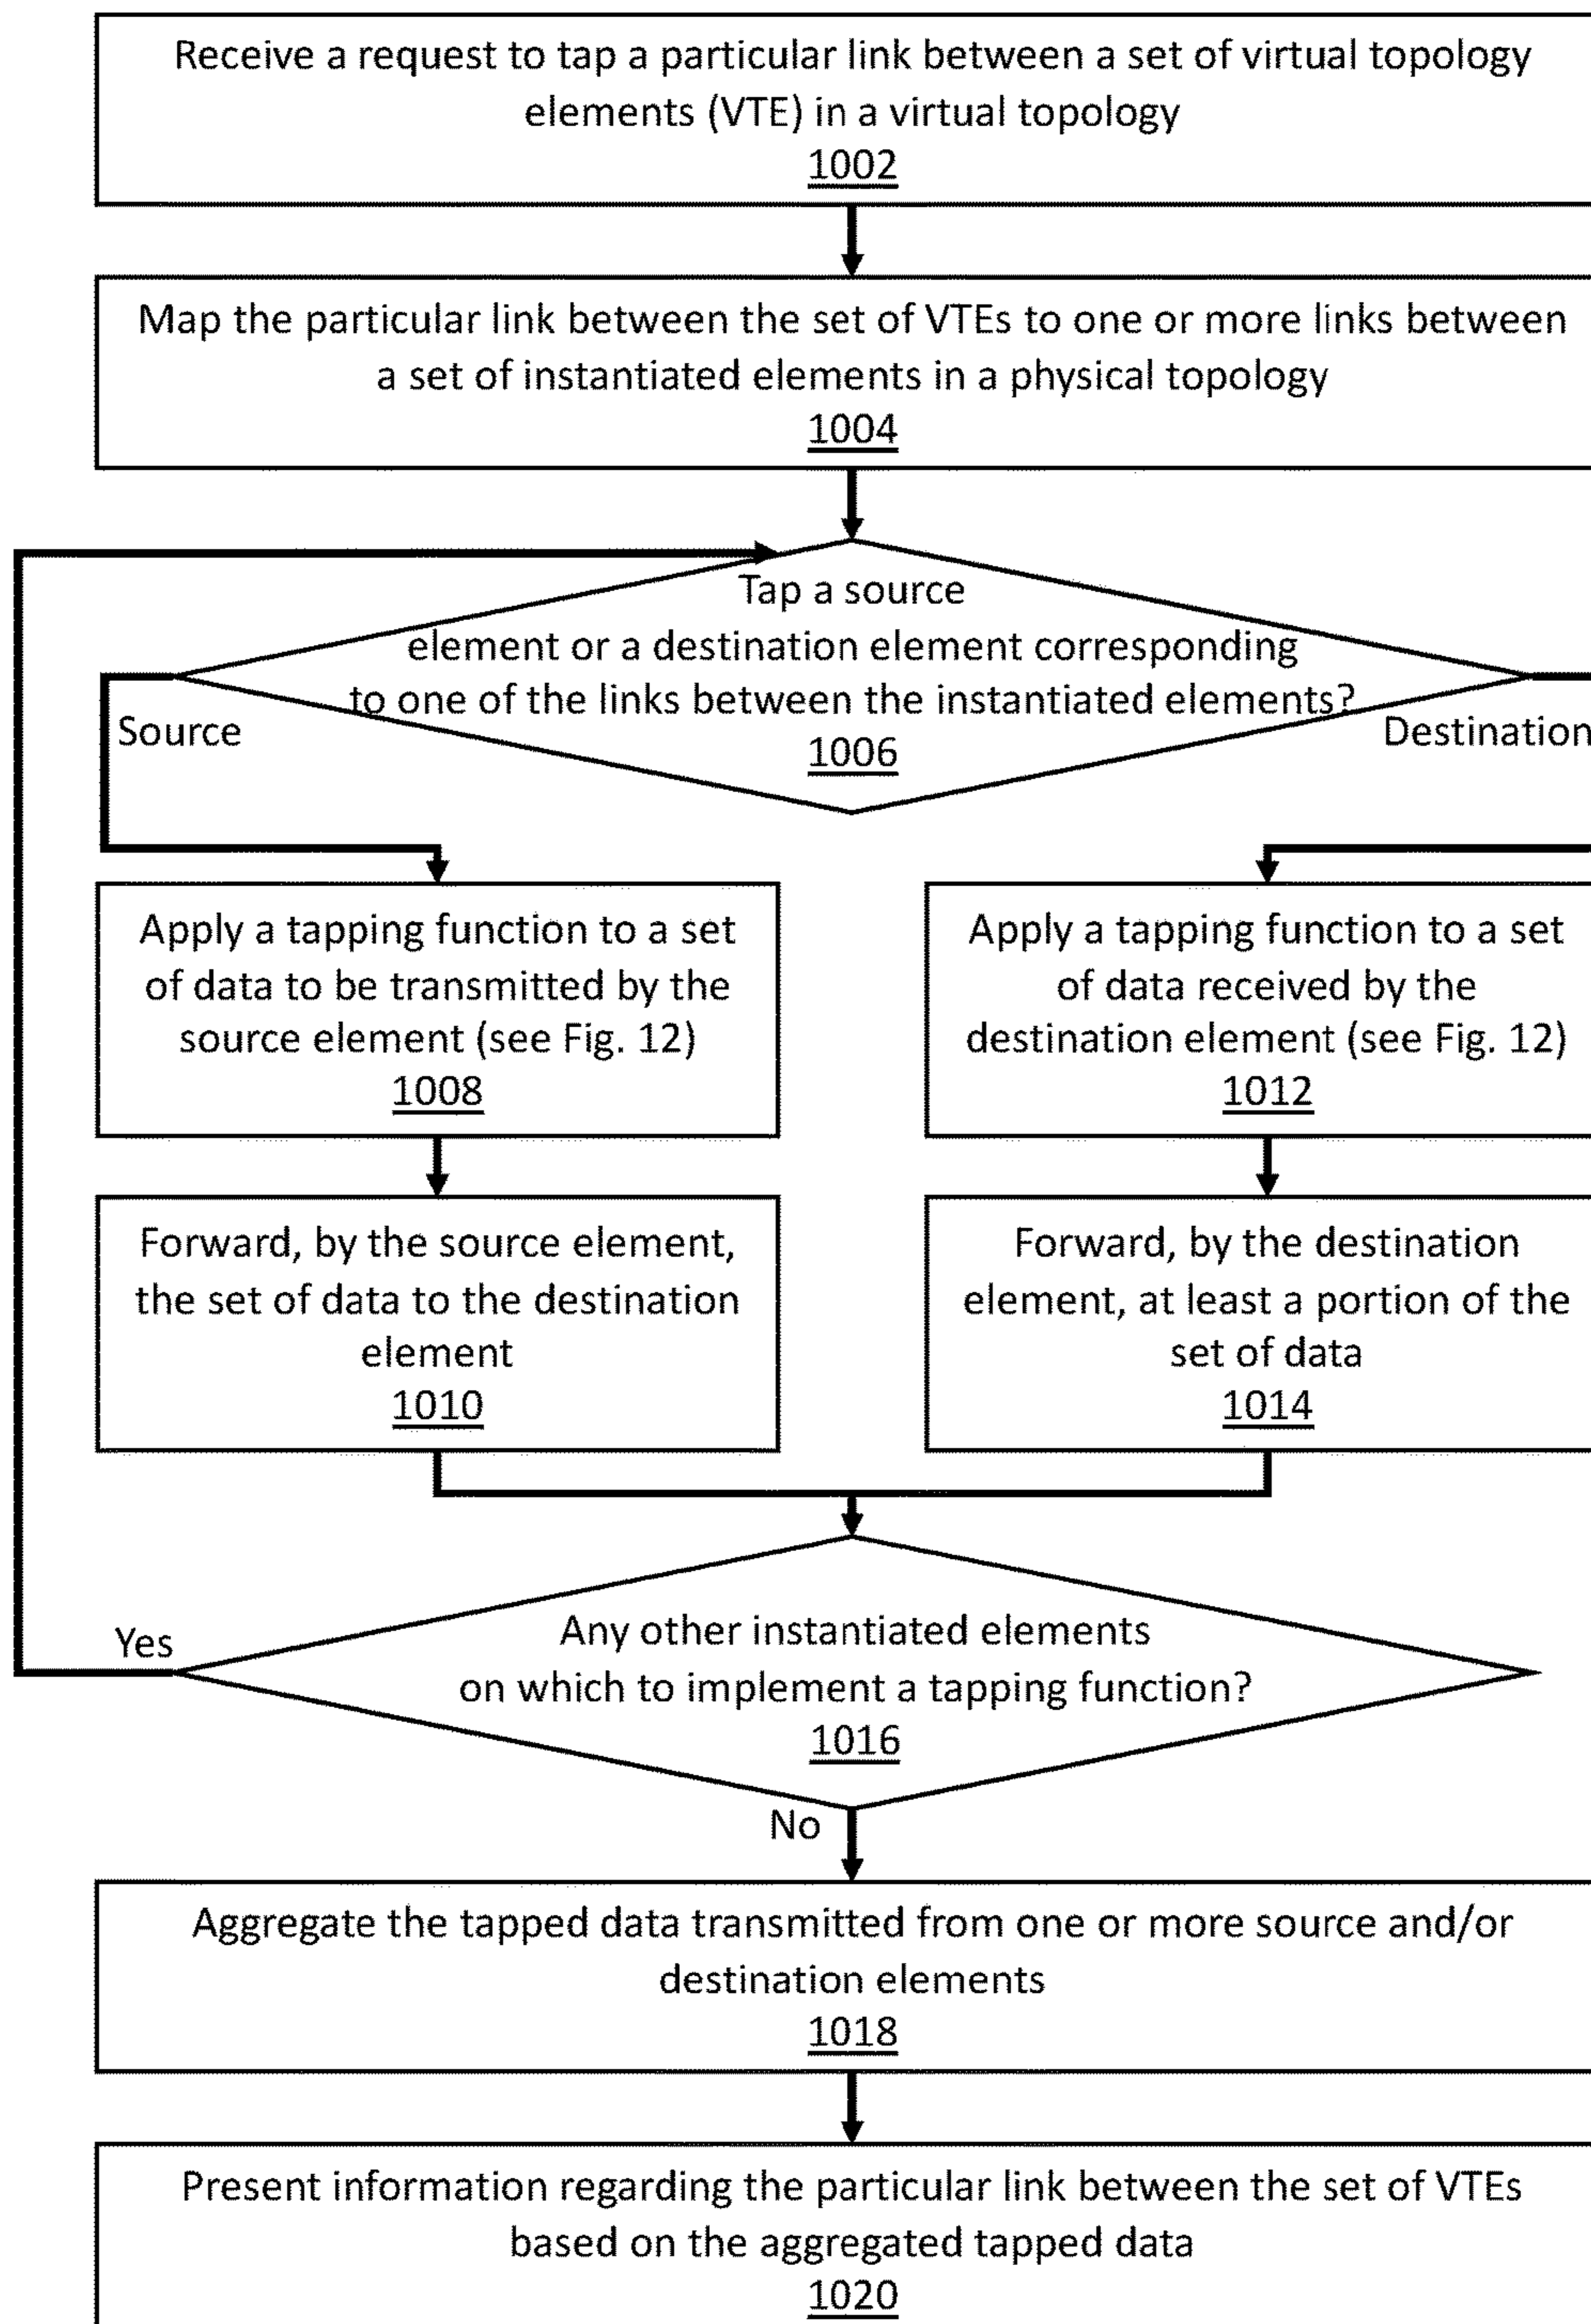 Receive a request to tap a particular link between a set of virtual topology
elements (VTE) in a virtual topology
1002
Map the particular link between the set of VTEs to one or more links between
a set of instantiated elements in a physical topology
1004
Tap a source
element or a destination element corresponding
to one of the links between the instantiated elements?
1006
Source
Destination
Apply a tapping function to a set
of data to be transmitted by the
source element (see Fig. 12)
1008
Apply a tapping function to a set
of data received by the
destination element (see Fig. 12)
1012
Forward, by the source element,
the set of data to the destination
element
1010
Forward, by the destination
element, at least a portion of the
set of data
1014
Any other instantiated elements
on which to implement a tapping function?
1016
Yes
No
Aggregate the tapped data transmitted from one or more source and/or
destination elements
1018
Present information regarding the particular link between the set of VTEs
based on the aggregated tapped data
1020